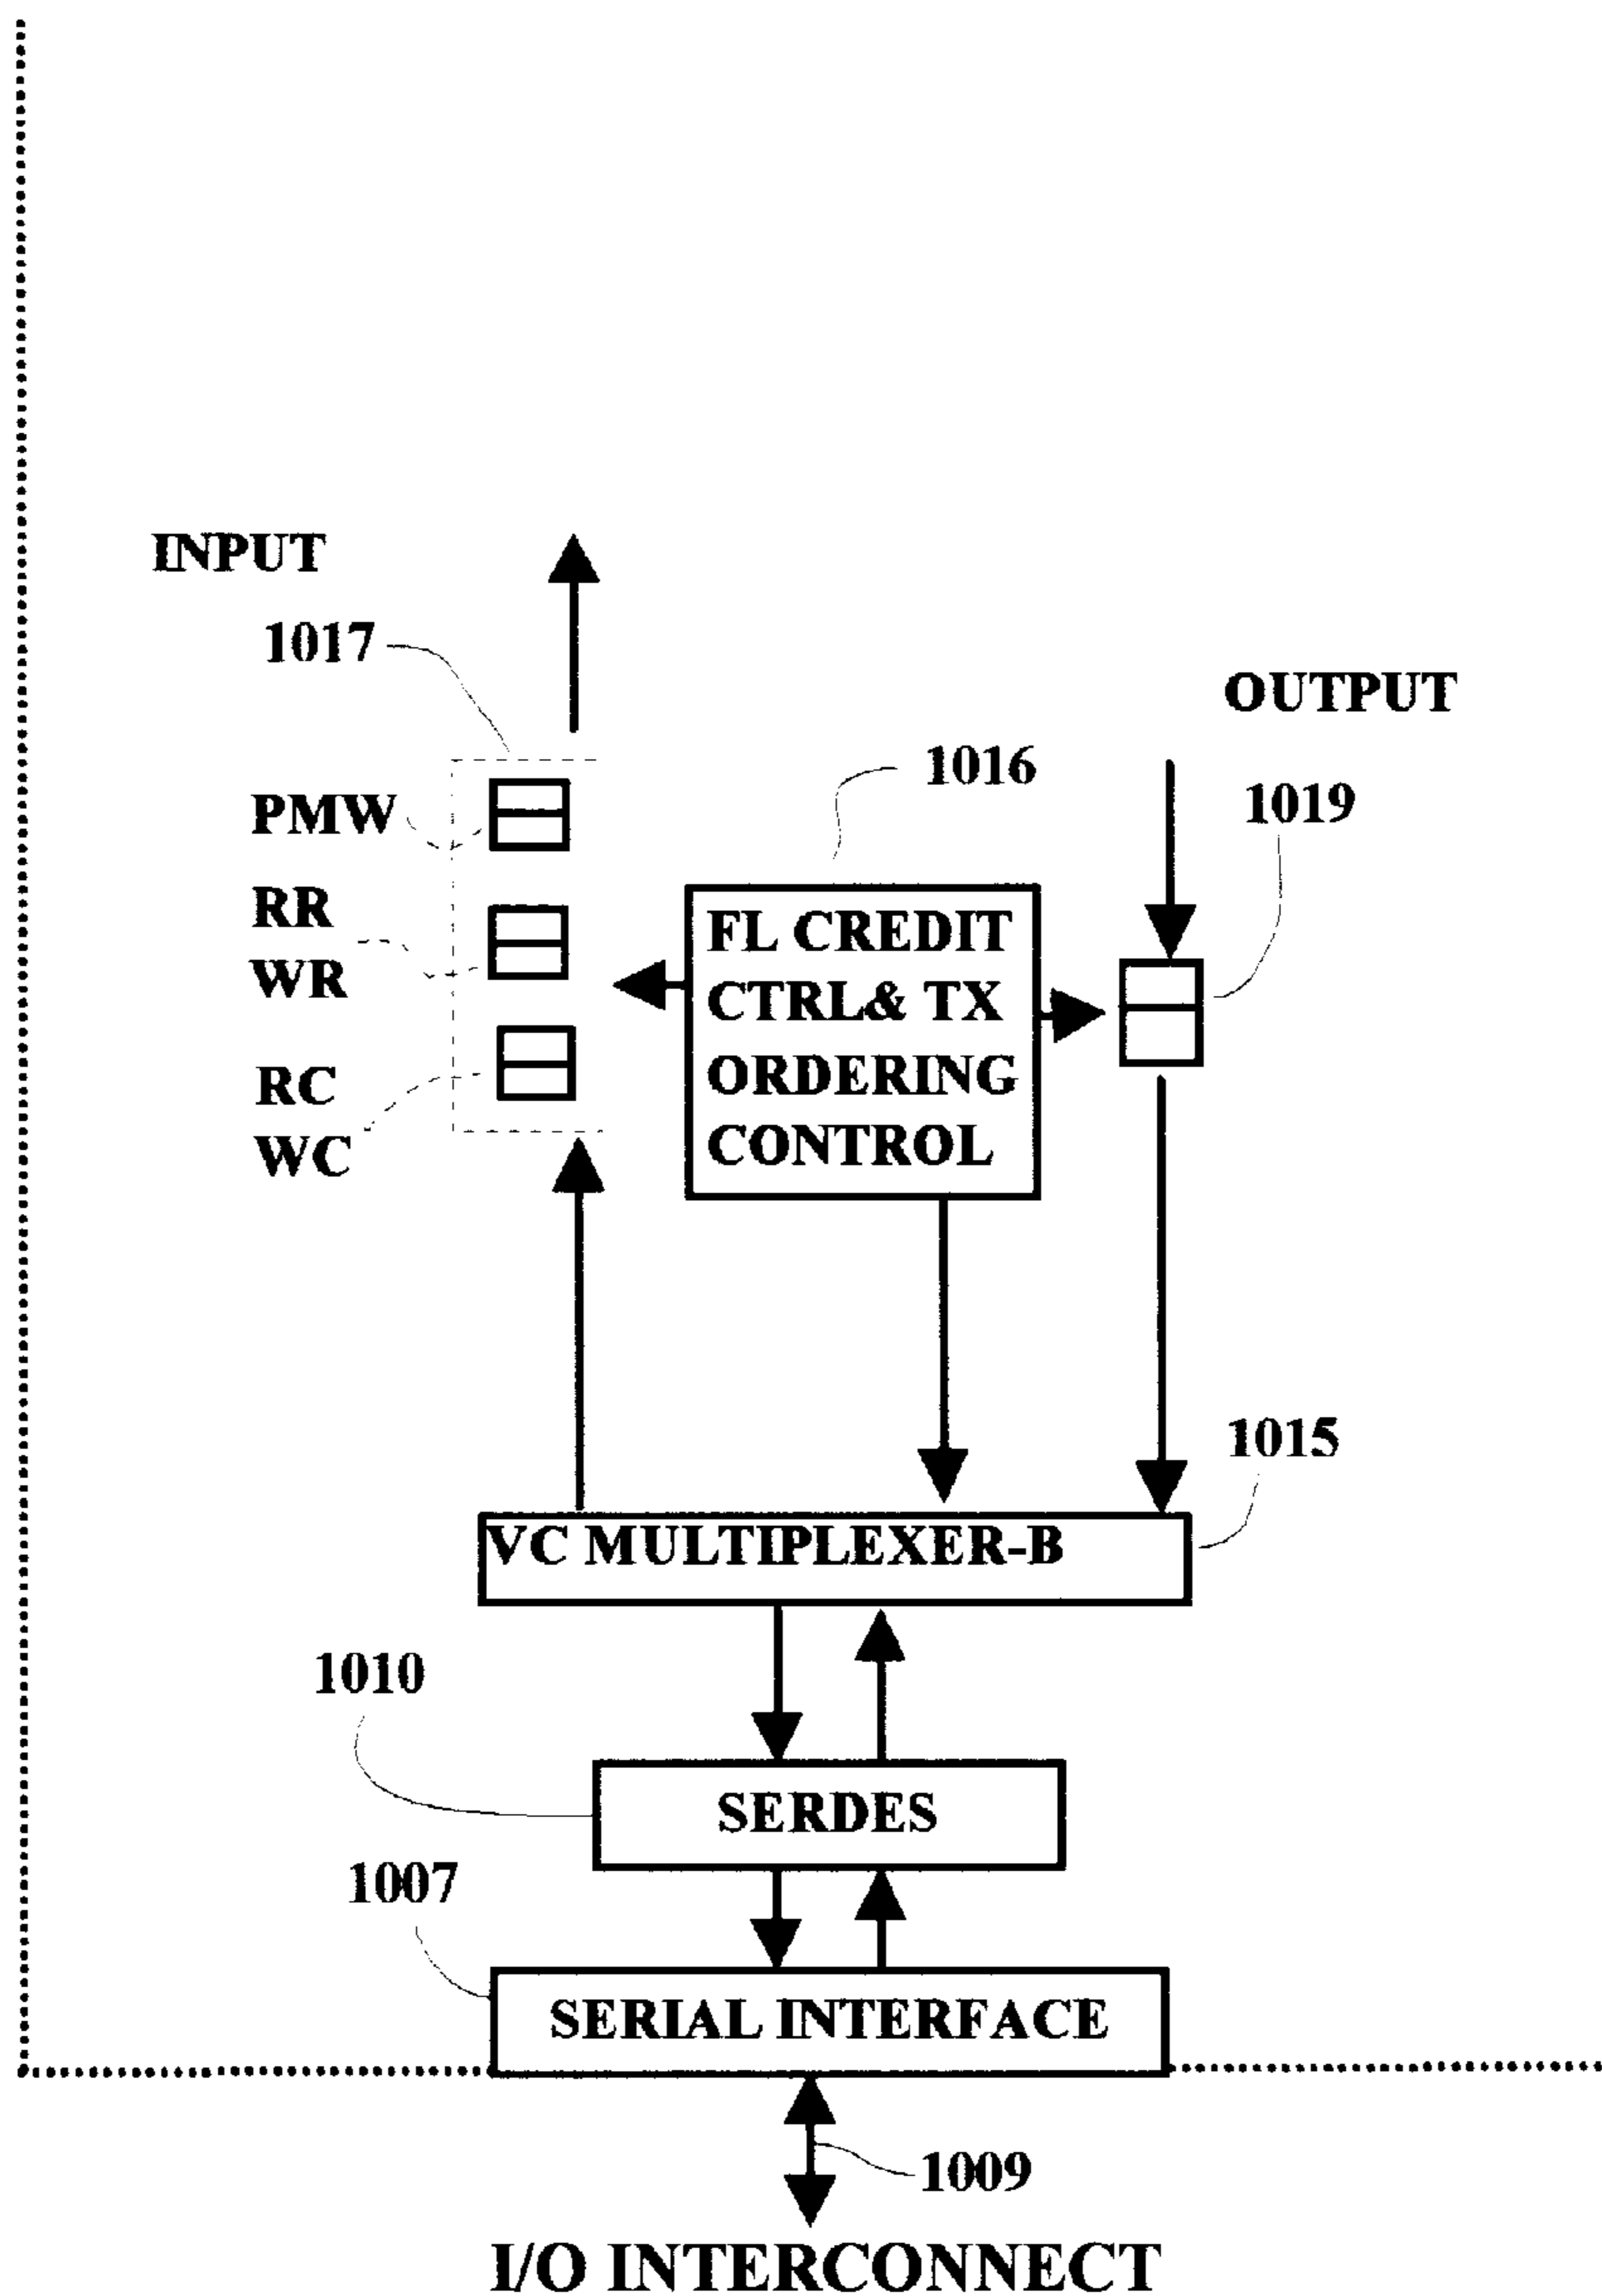 INPUT
1017
OUTPUT
1016
1019
PMW
RR
WR
RC
WC
FL CREDIT
CTRL& TX
ORDERING
CONTROL
1015
VC MULTIPLEXER-B
1010
SERDES
1007
SERIAL INTERFACE
1009
I/O INTERCONNECT